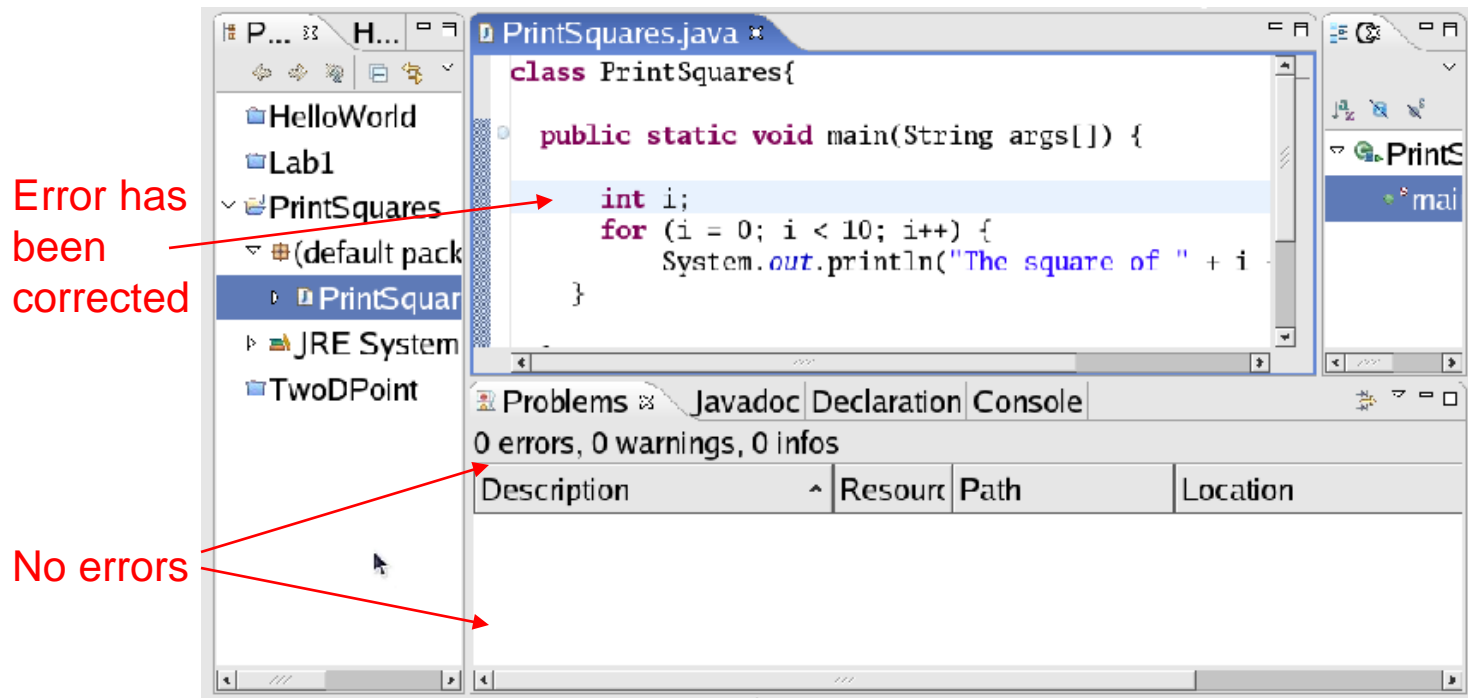 P... H...
HelloWorld
Lab1
PrintSquares
(default pack
PrintSquar
JRE System
TwoDPoint
PrintSquares.java
class PrintSquares{
public static void main(String args[]) {
int i;
for (i = 0; i < 10; i++) {
System.out.println("The square of " + i -
}
PrintS
mai
Problems Javadoc Declaration Console
0 errors, 0 warnings, 0 infos
Description Resourc Path Location
Error has
been
corrected
No errors